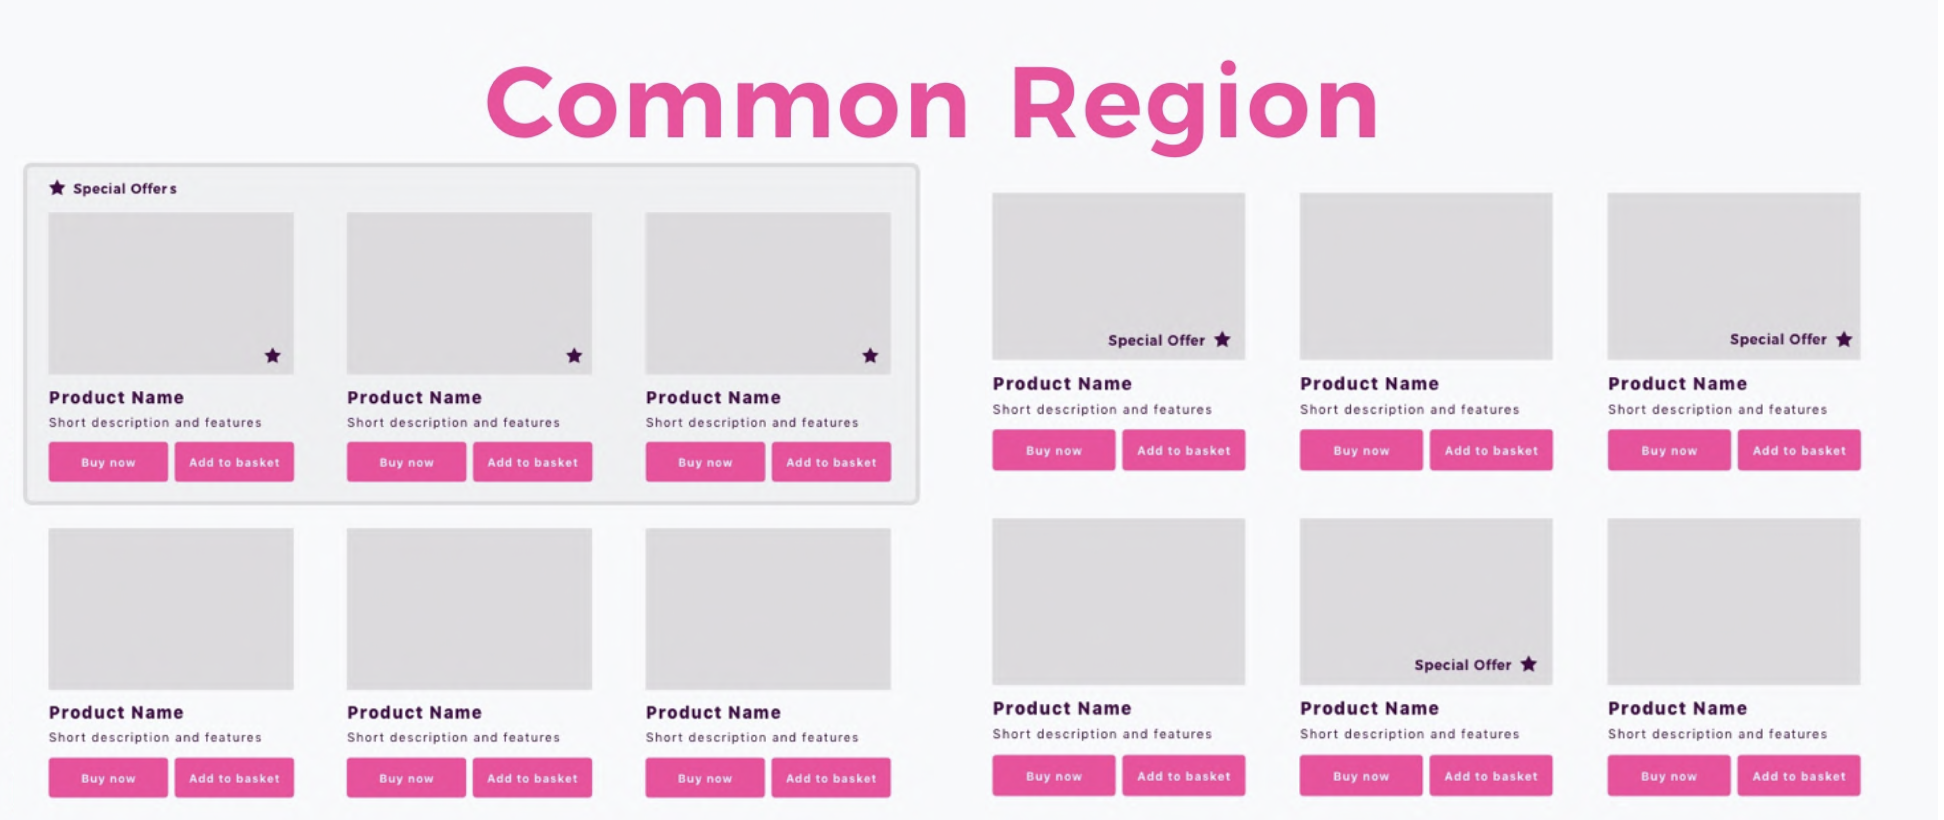 Common Region
Special Offers
Product Name Product Name Product Name
Short description and features Short description and features Short description and features
Buy now Add to basket Buy now Add to basket Buy now Add to basket
Product Name Product Name Product Name
Short description and features Short description and features Short description and features
Buy now Add to basket Buy now Add to basket Buy now Add to basket
Special Offer Special Offer
Product Name Product Name Product Name
Short description and features Short description and features Short description and features
Buy now Add to basket Buy now Add to basket Buy now Add to basket
Special Offer
Product Name Product Name Product Name
Short description and features Short description and features Short description and features
Buy now Add to basket Buy now Add to basket Buy now Add to basket